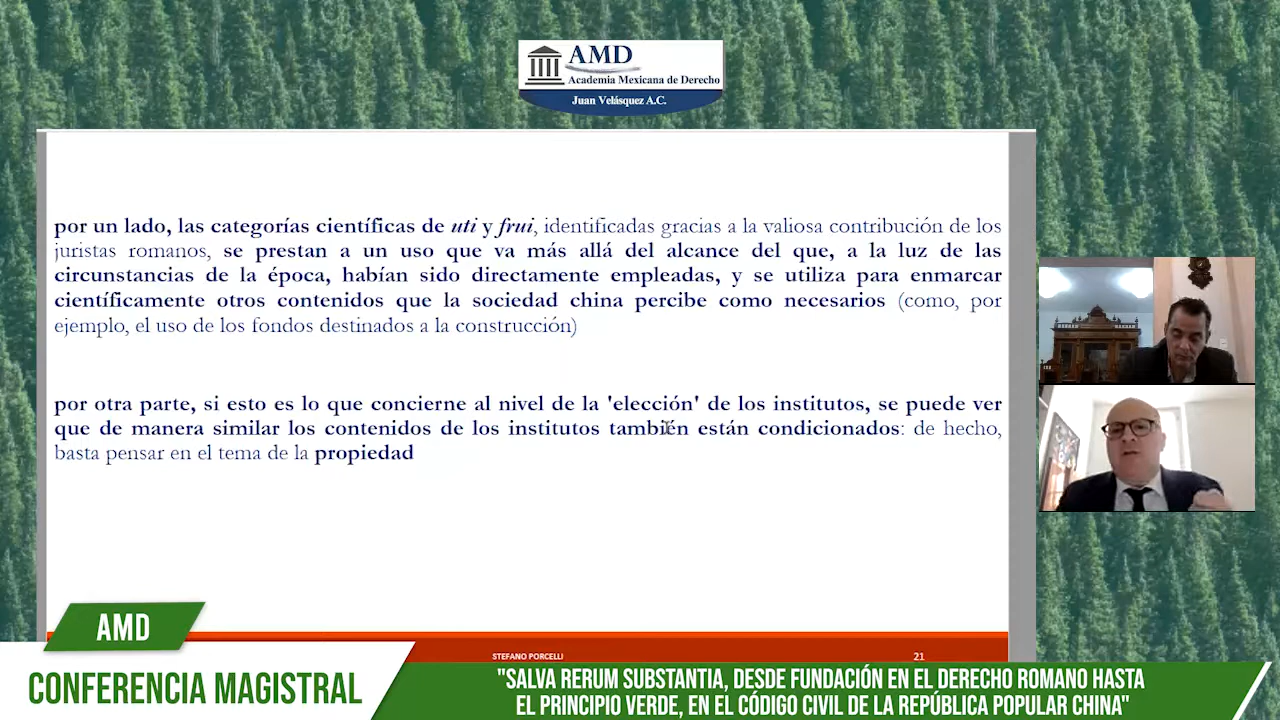 AMD
Academia Mexicana de Derecho
Juan Velásquez A.C.
por un lado, las categorías científicas de uti y frui, identificadas gracias a la valiosa contribución de los
juristas romanos, se prestan a un uso que va más allá del alcance del que, a la luz de las
circunstancias de la época, habían sido directamente empleadas, y se utiliza para enmarcar
científicamente otros contenidos que la sociedad china percibe como necesarios (como, por
ejemplo, el uso de los fondos destinados a la construcción)
por otra parte, si esto es lo que concierne al nivel de la 'elección' de los institutos, se puede ver
que de manera similar los contenidos de los institutos también están condicionados: de hecho,
basta pensar en el tema de la propiedad
STEFANO PORCELLI
21
AMD
CONFERENCIA MAGISTRAL
"SALVA RERUM SUBSTANTIA, DESDE FUNDACIÓN EN EL DERECHO ROMANO HASTA
EL PRINCIPIO VERDE, EN EL CÓDIGO CIVIL DE LA REPÚBLICA POPULAR CHINA"